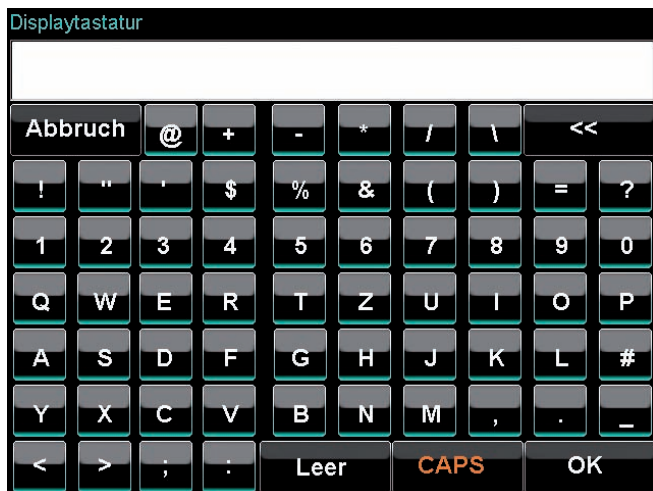 Displaytastatur
Abbruch @ + - * / \ <<
! " ' $ % & ( ) = ?
1 2 3 4 5 6 7 8 9 0
Q W E R T Z U I O P
A S D F G H J K L #
Y X C V B N M , . _
< > ; : Leer CAPS OK